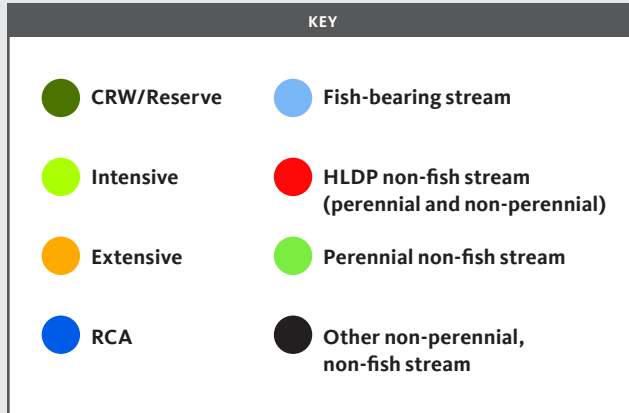 KEY
CRW/Reserve
Fish-bearing stream
Intensive
HLDP non-fish stream
(perennial and non-perennial)
Extensive
Perennial non-fish stream
RCA
Other non-perennial,
non-fish stream